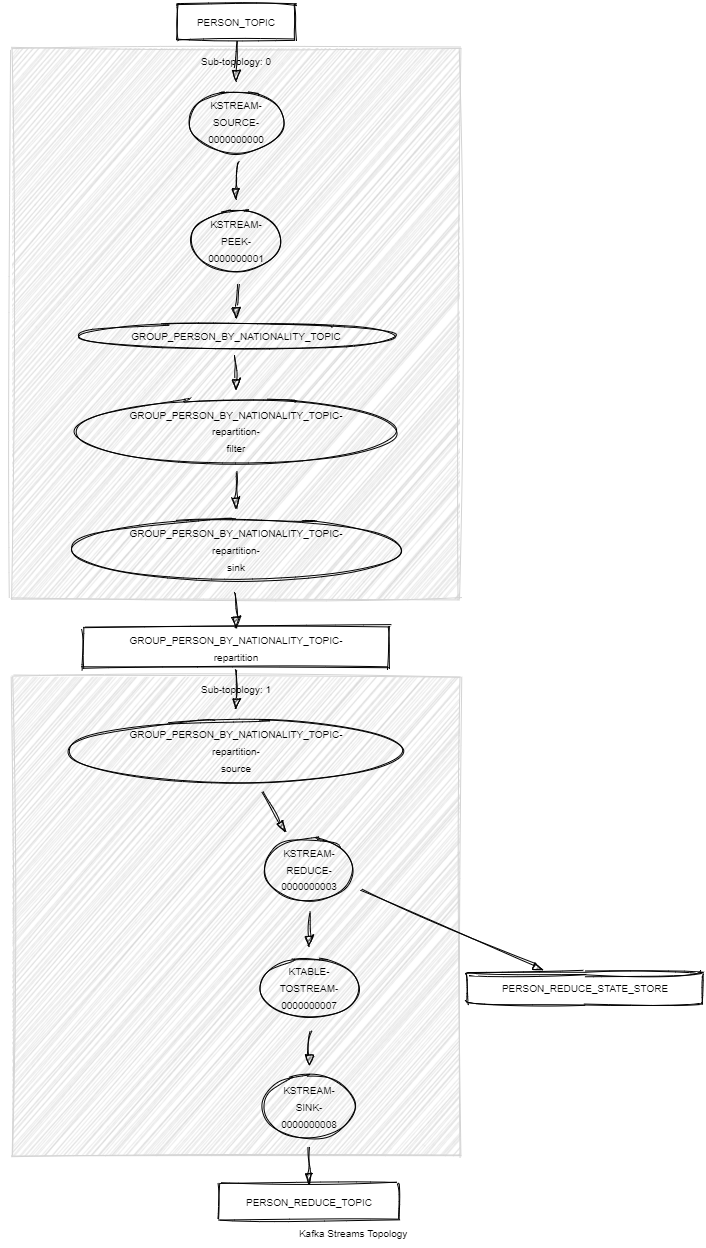 PERSON_TOPIC
Sub-topology: 0
KSTREAM-
SOURCE-
0000000000
KSTREAM-
PEEK-
0000000001
GROUP_PERSON_BY_NATIONALITY_TOPIC
GROUP_PERSON_BY_NATIONALITY_TOPIC-
repartition-
filter
GROUP_PERSON_BY_NATIONALITY_TOPIC-
repartition-
sink
GROUP_PERSON_BY_NATIONALITY_TOPIC-
repartition
Sub-topology: 1
GROUP_PERSON_BY_NATIONALITY_TOPIC-
repartition-
source
KSTREAM-
REDUCE-
0000000003
KTABLE-
TOSTREAM-
0000000007
PERSON_REDUCE_STATE_STORE
KSTREAM-
SINK-
0000000008
PERSON_REDUCE_TOPIC
Kafka Streams Topology